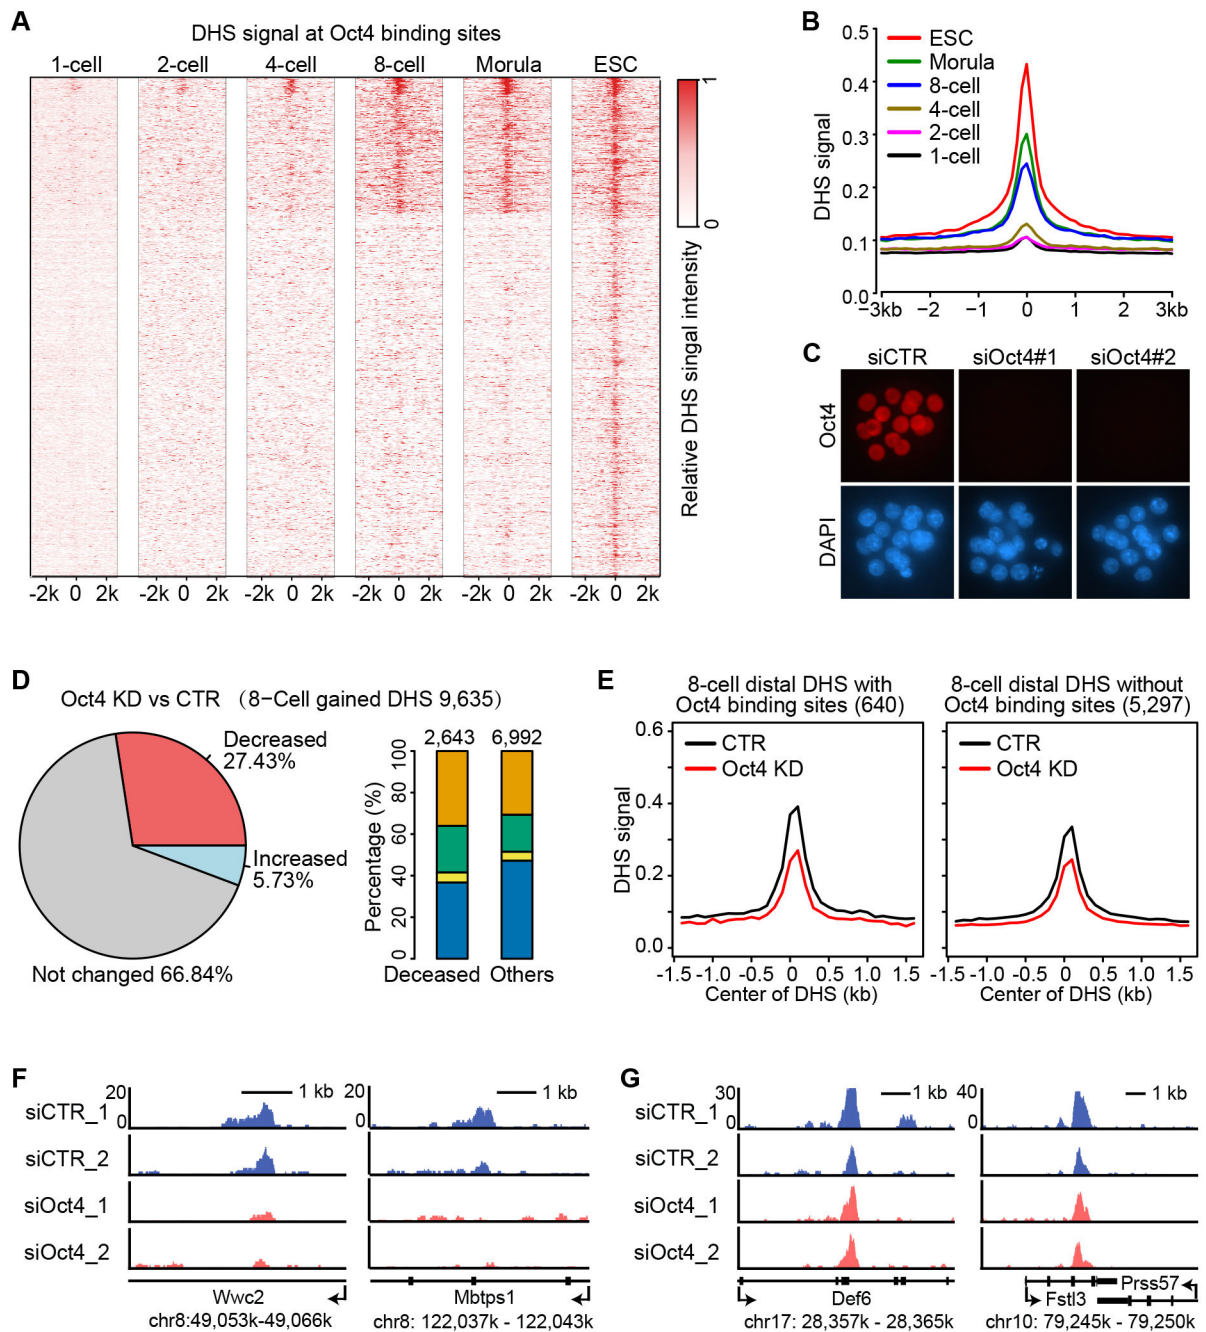 A
DHS signal at Oct4 binding sites
1-cell 2-cell 4-cell 8-cell Morula ESC
1
0
Relative DHS singal intensity
-2k 0 2k -2k 0 2k -2k 0 2k -2k 0 2k -2k 0 2k -2k 0 2k
B
ESC
Morula
8-cell
4-cell
2-cell
1-cell
DHS signal
0.5
0.4
0.3
0.2
0.1
0.0
−3kb −2 −1 0 1 2 3kb
C
siCTR siOct4#1 siOct4#2
Oct4
DAPI
D
Oct4 KD vs CTR （8−Cell gained DHS 9,635）
Decreased
27.43%
Increased
5.73%
Not changed 66.84%
2,643 6,992
Percentage (%)
100
80
60
40
20
0
Deceased Others
E
8-cell distal DHS with
Oct4 binding sites (640)
8-cell distal DHS without
Oct4 binding sites (5,297)
DHS signal
0.6
0.4
0.2
0.0
CTR
Oct4 KD
CTR
Oct4 KD
-1.5 -1.0 -0.5 0 0.5 1.0 1.5
Center of DHS (kb)
-1.5 -1.0 -0.5 0 0.5 1.0 1.5
Center of DHS (kb)
F
20
0
1 kb
20
0
1 kb
siCTR_1
siCTR_2
siOct4_1
siOct4_2
Wwc2
chr8:49,053k-49,066k
Mbtps1
chr8: 122,037k - 122,043k
G
30
0
1 kb
40
0
1 kb
siCTR_1
siCTR_2
siOct4_1
siOct4_2
Def6
chr17: 28,357k - 28,365k
Prss57
Fstl3
chr10: 79,245k - 79,250k